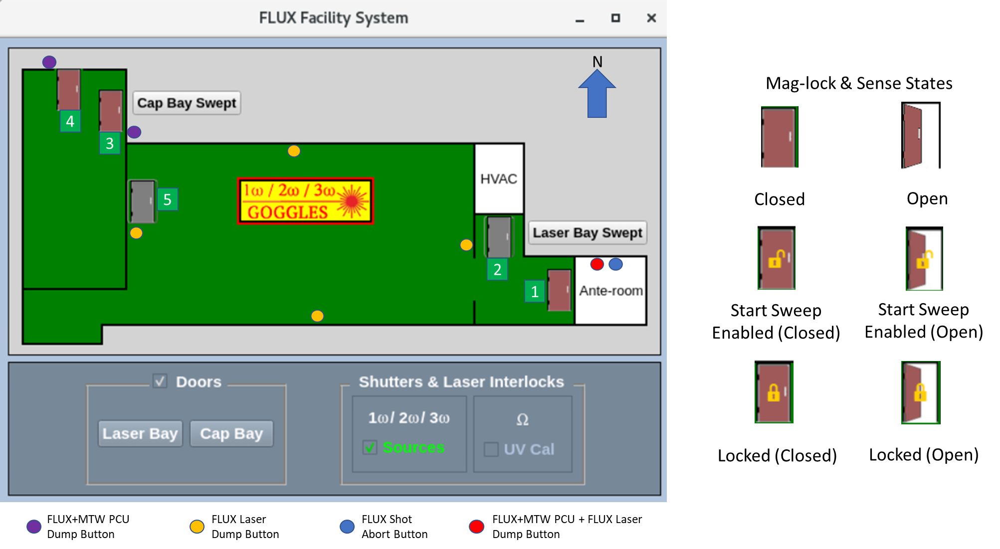 FLUX Facility System
N
Cap Bay Swept
4
3
HVAC
1ω / 2ω / 3ω
GOGGLES
5
Laser Bay Swept
2
1
Ante-room
Doors
Laser Bay
Cap Bay
Shutters & Laser Interlocks
1ω/ 2ω/ 3ω
Sources
Ω
UV Cal
FLUX+MTW PCU
Dump Button
FLUX Laser
Dump Button
FLUX Shot
Abort Button
FLUX+MTW PCU + FLUX Laser
Dump Button
Mag-lock & Sense States
Closed
Open
Start Sweep
Enabled (Closed)
Start Sweep
Enabled (Open)
Locked (Closed)
Locked (Open)